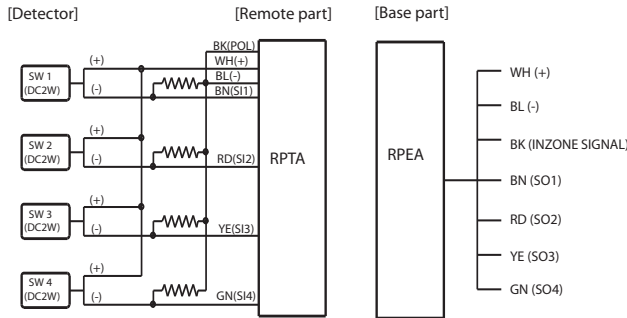 [Detector]
[Remote part]
[Base part]
BK(POL)
WH(+)
BL(-)
BN(SI1)
(+)
SW 1
(DC2W)
(-)
(+)
SW 2
(DC2W)
(-)
RD(SI2)
RPTA
(+)
SW 3
(DC2W)
(-)
YE(SI3)
(+)
SW 4
(DC2W)
(-)
GN(SI4)
RPEA
WH (+)
BL (-)
BK (INZONE SIGNAL)
BN (SO1)
RD (SO2)
YE (SO3)
GN (SO4)